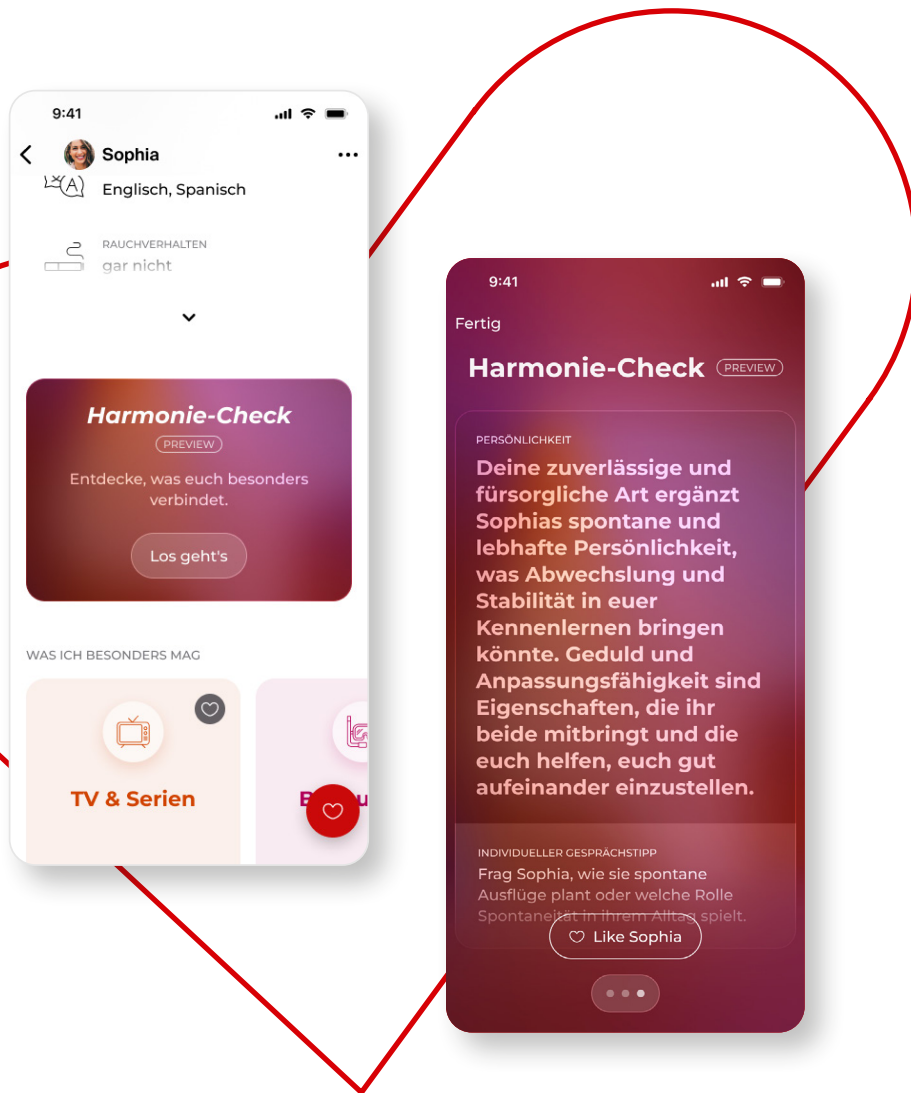 9:41
Sophia
Englisch, Spanisch
RAUCHVERHALTEN
gar nicht
Harmonie-Check
PREVIEW
Entdecke, was euch besonders
verbindet.
Los geht's
WAS ICH BESONDERS MAG
TV & Serien
9:41
Fertig
Harmonie-Check PREVIEW
PERSÖNLICHKEIT
Deine zuverlässige und
fürsorgliche Art ergänzt
Sophias spontane und
lebhafte Persönlichkeit,
was Abwechslung und
Stabilität in euer
Kennenlernen bringen
könnte. Geduld und
Anpassungsfähigkeit sind
Eigenschaften, die ihr
beide mitbringt und die
euch helfen, euch gut
aufeinander einzustellen.
INDIVIDUELLER GESPRÄCHSTIPP
Frag Sophia, wie sie spontane
Ausflüge plant oder welche Rolle
Spontaneität in ihrem Alltag spielt.
Like Sophia